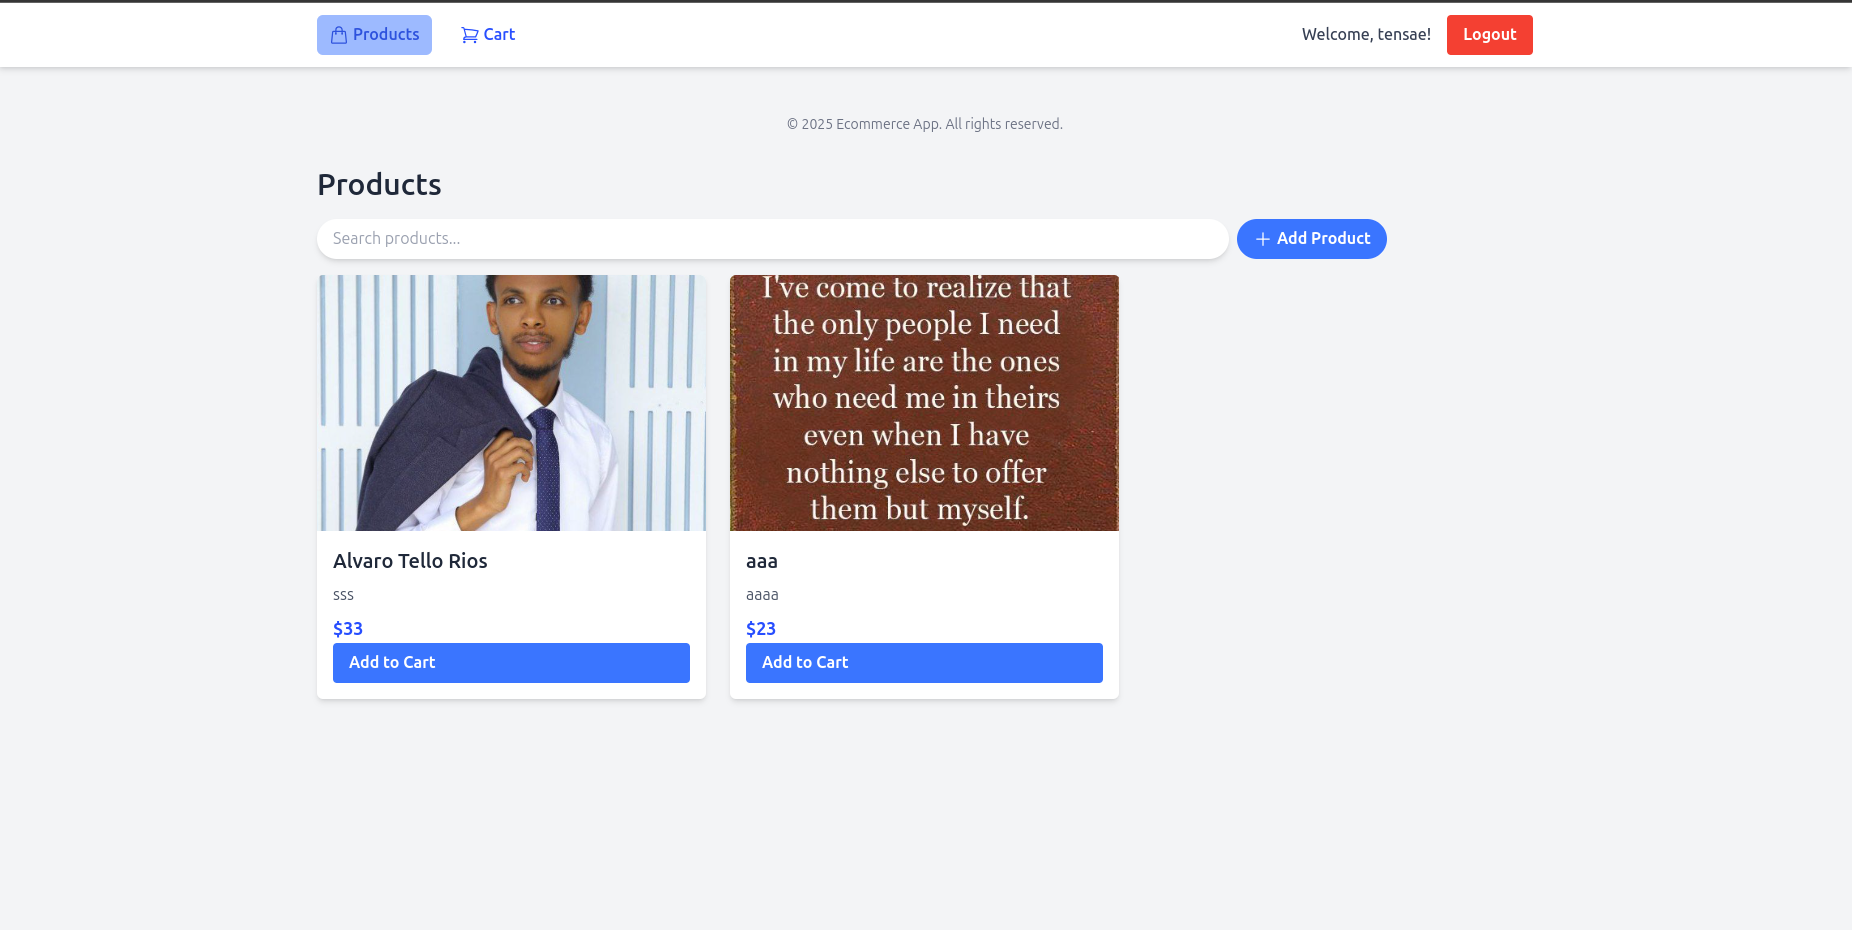 Products
Cart
Welcome, tensae!
Logout
© 2025 Ecommerce App. All rights reserved.
Products
Search products...
Add Product
I've come to realize that
the only people I need
in my life are the ones
who need me in theirs
even when I have
nothing else to offer
them but myself.
Alvaro Tello Rios
sss
$33
Add to Cart
aaa
aaaa
$23
Add to Cart